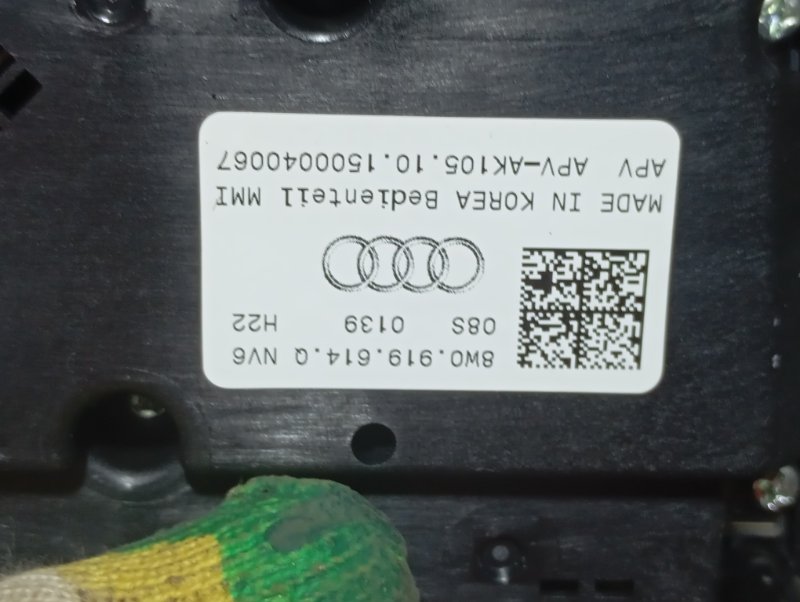 8W0.919.614.Q NV6
08S 0139 H22
MADE IN KOREA Bedienteil MMI
APV APV-AK105.10.1500040067